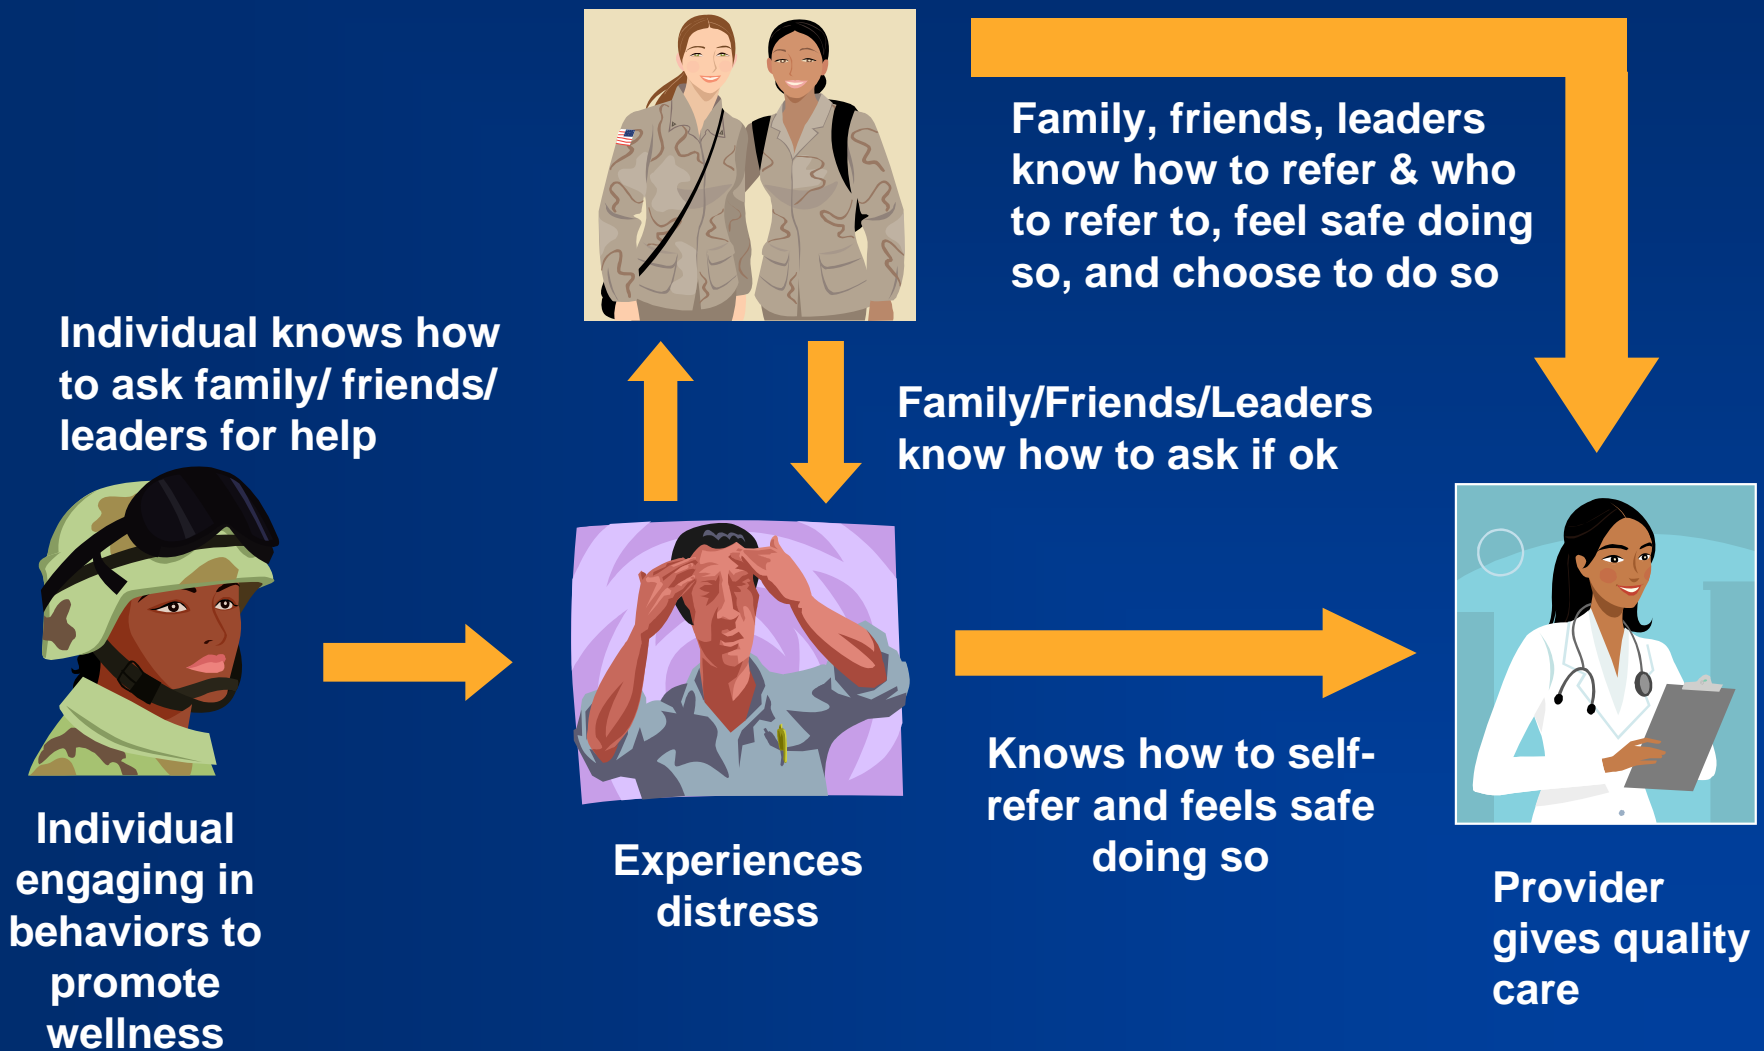 Family, friends, leaders
know how to refer & who
to refer to, feel safe doing
so, and choose to do so
Individual knows how
to ask family/ friends/
leaders for help
Family/Friends/Leaders
know how to ask if ok
Knows how to self-
refer and feels safe
doing so
Individual
engaging in
behaviors to
promote
wellness
Experiences
distress
Provider
gives quality
care